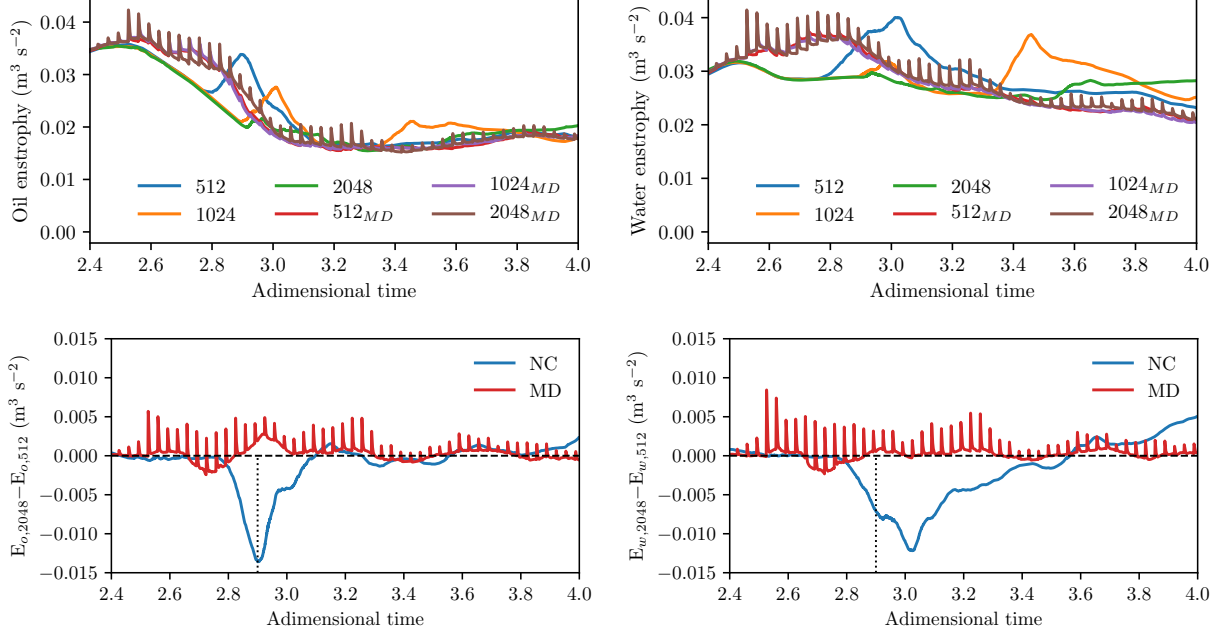 Oil enstrophy (m³ s⁻²)
0.04
0.03
0.02
0.01
0.00
512
1024
2048
512_MD
1024_MD
2048_MD
2.4 2.6 2.8 3.0 3.2 3.4 3.6 3.8 4.0
Adimensional time
Water enstrophy (m³ s⁻²)
0.04
0.03
0.02
0.01
0.00
512
1024
2048
512_MD
1024_MD
2048_MD
2.4 2.6 2.8 3.0 3.2 3.4 3.6 3.8 4.0
Adimensional time
E_o,2048−E_o,512 (m³ s⁻²)
0.015
0.010
0.005
0.000
−0.005
−0.010
−0.015
NC
MD
2.4 2.6 2.8 3.0 3.2 3.4 3.6 3.8 4.0
Adimensional time
E_w,2048−E_w,512 (m³ s⁻²)
0.015
0.010
0.005
0.000
−0.005
−0.010
−0.015
NC
MD
2.4 2.6 2.8 3.0 3.2 3.4 3.6 3.8 4.0
Adimensional time